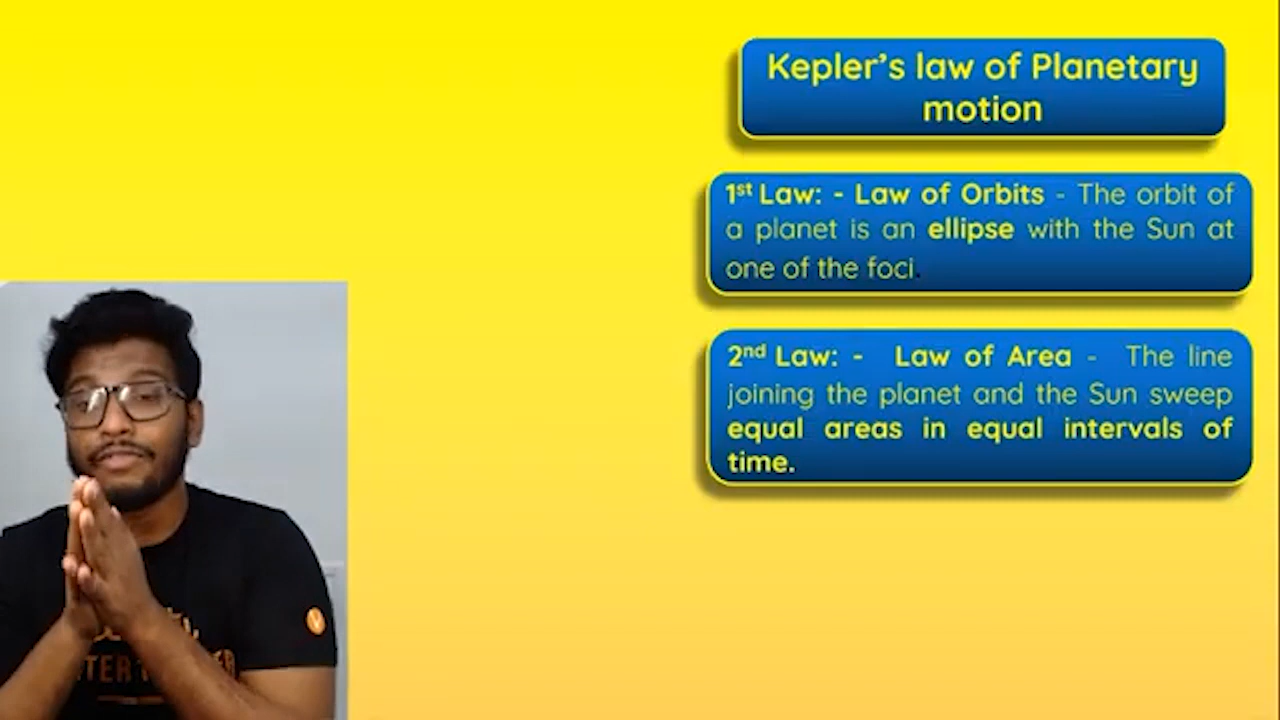 Kepler's law of Planetary
motion
1st Law: - Law of Orbits - The orbit of
a planet is an ellipse with the Sun at
one of the foci.
2nd Law: - Law of Area - The line
joining the planet and the Sun sweep
equal areas in equal intervals of
time.